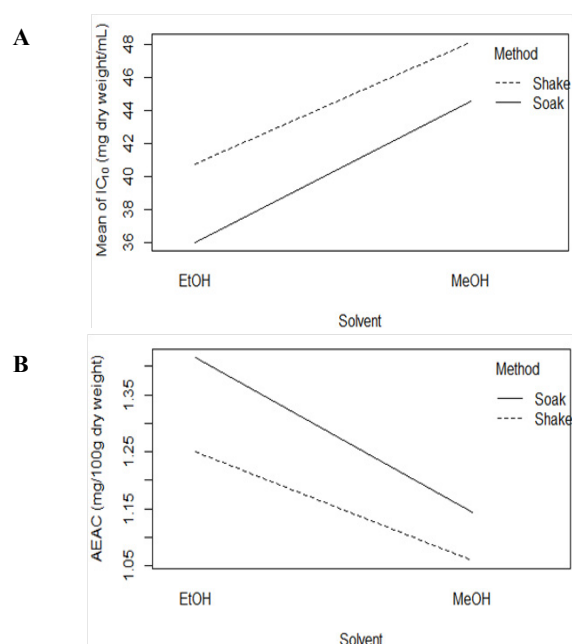 A
Mean of IC₁₀ (mg dry weight/mL)
48
46
44
42
40
38
36
Method
Shake
Soak
EtOH
MeOH
Solvent
B
AEAC (mg/100g dry weight)
1.35
1.25
1.15
1.05
Method
Soak
Shake
EtOH
MeOH
Solvent